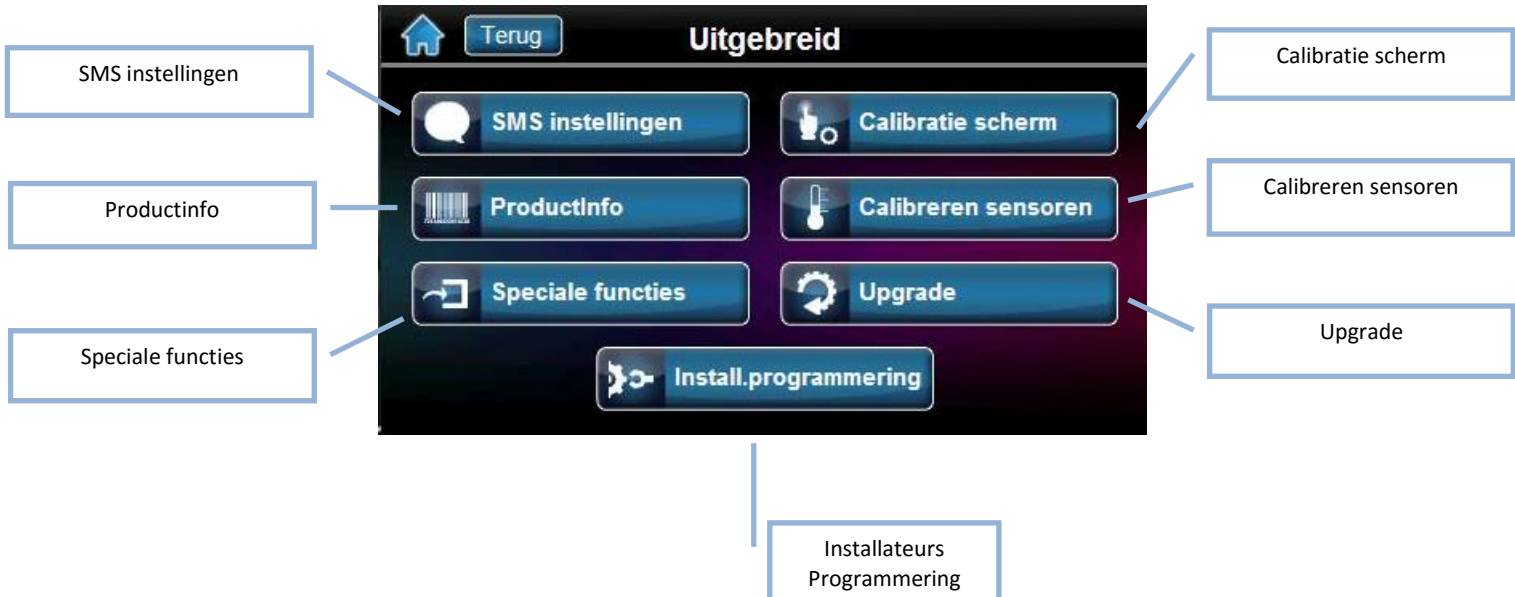 Terug
Uitgebreid
SMS instellingen
Calibratie scherm
SMS instellingen
Calibratie scherm
Productinfo
ProductInfo
Calibreren sensoren
Calibreren sensoren
Speciale functies
Speciale functies
Upgrade
Upgrade
Install.programmering
Installateurs
Programmering